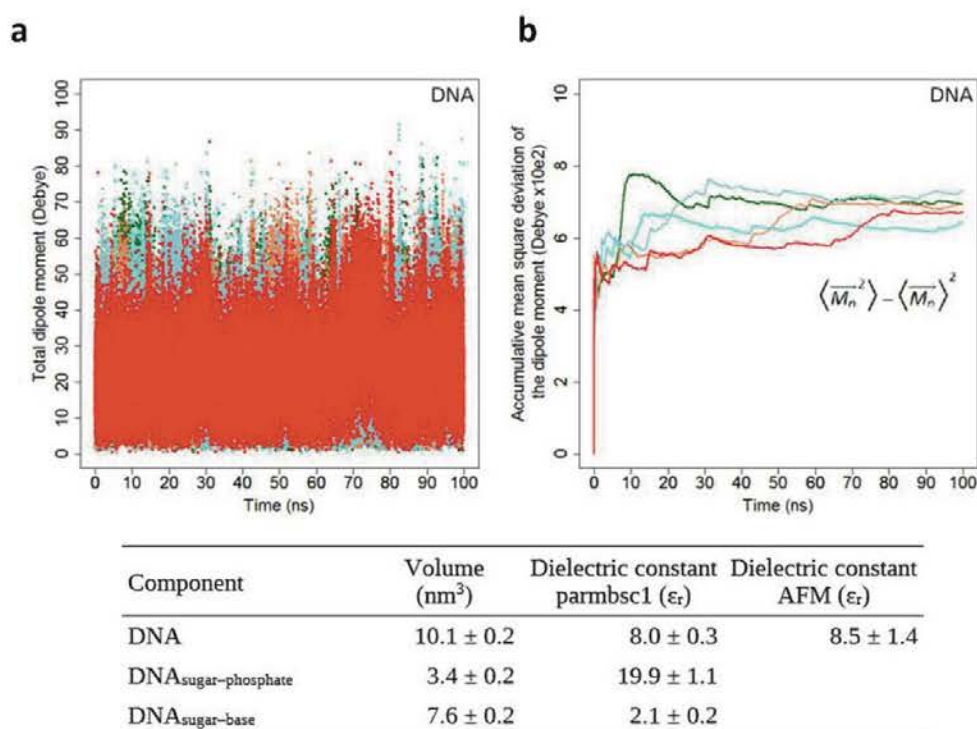 a
b
DNA
Total dipole moment (Debye)
100
90
80
70
60
50
40
30
20
10
0
0 10 20 30 40 50 60 70 80 90 100
Time (ns)
DNA
Accumulative mean square deviation of
the dipole moment (Debye x10e2)
10
8
6
4
2
0
⟨M⃗ₙ²⟩ − ⟨M⃗ₙ⟩²
0 10 20 30 40 50 60 70 80 90 100
Time (ns)
Component Volume (nm³) Dielectric constant parmbsc1 (εr) Dielectric constant AFM (εr)
DNA 10.1 ± 0.2 8.0 ± 0.3 8.5 ± 1.4
DNAsugar–phosphate 3.4 ± 0.2 19.9 ± 1.1
DNAsugar–base 7.6 ± 0.2 2.1 ± 0.2